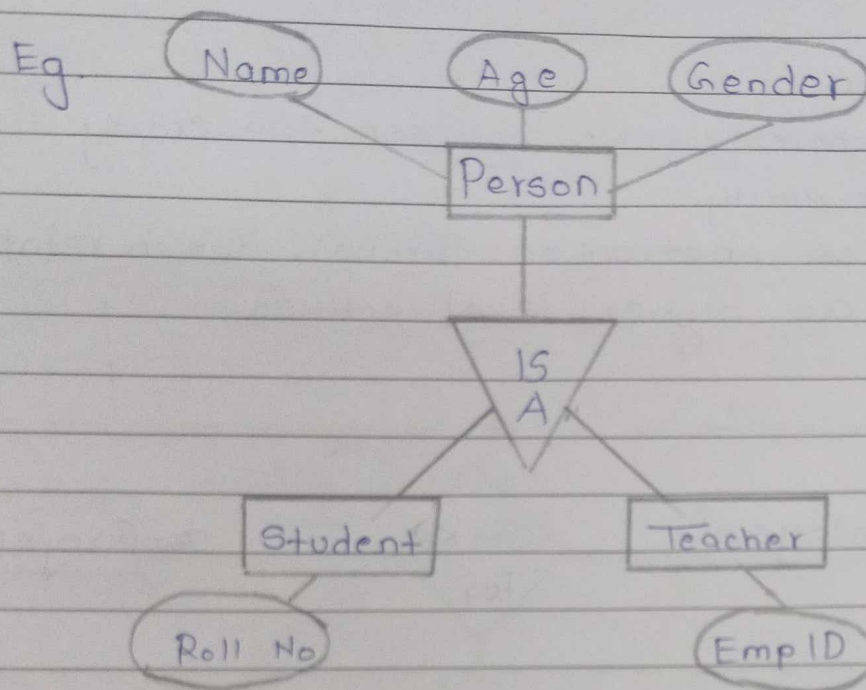 Eg. Name Age Gender
Person
IS
A
Student Teacher
Roll No Emp ID